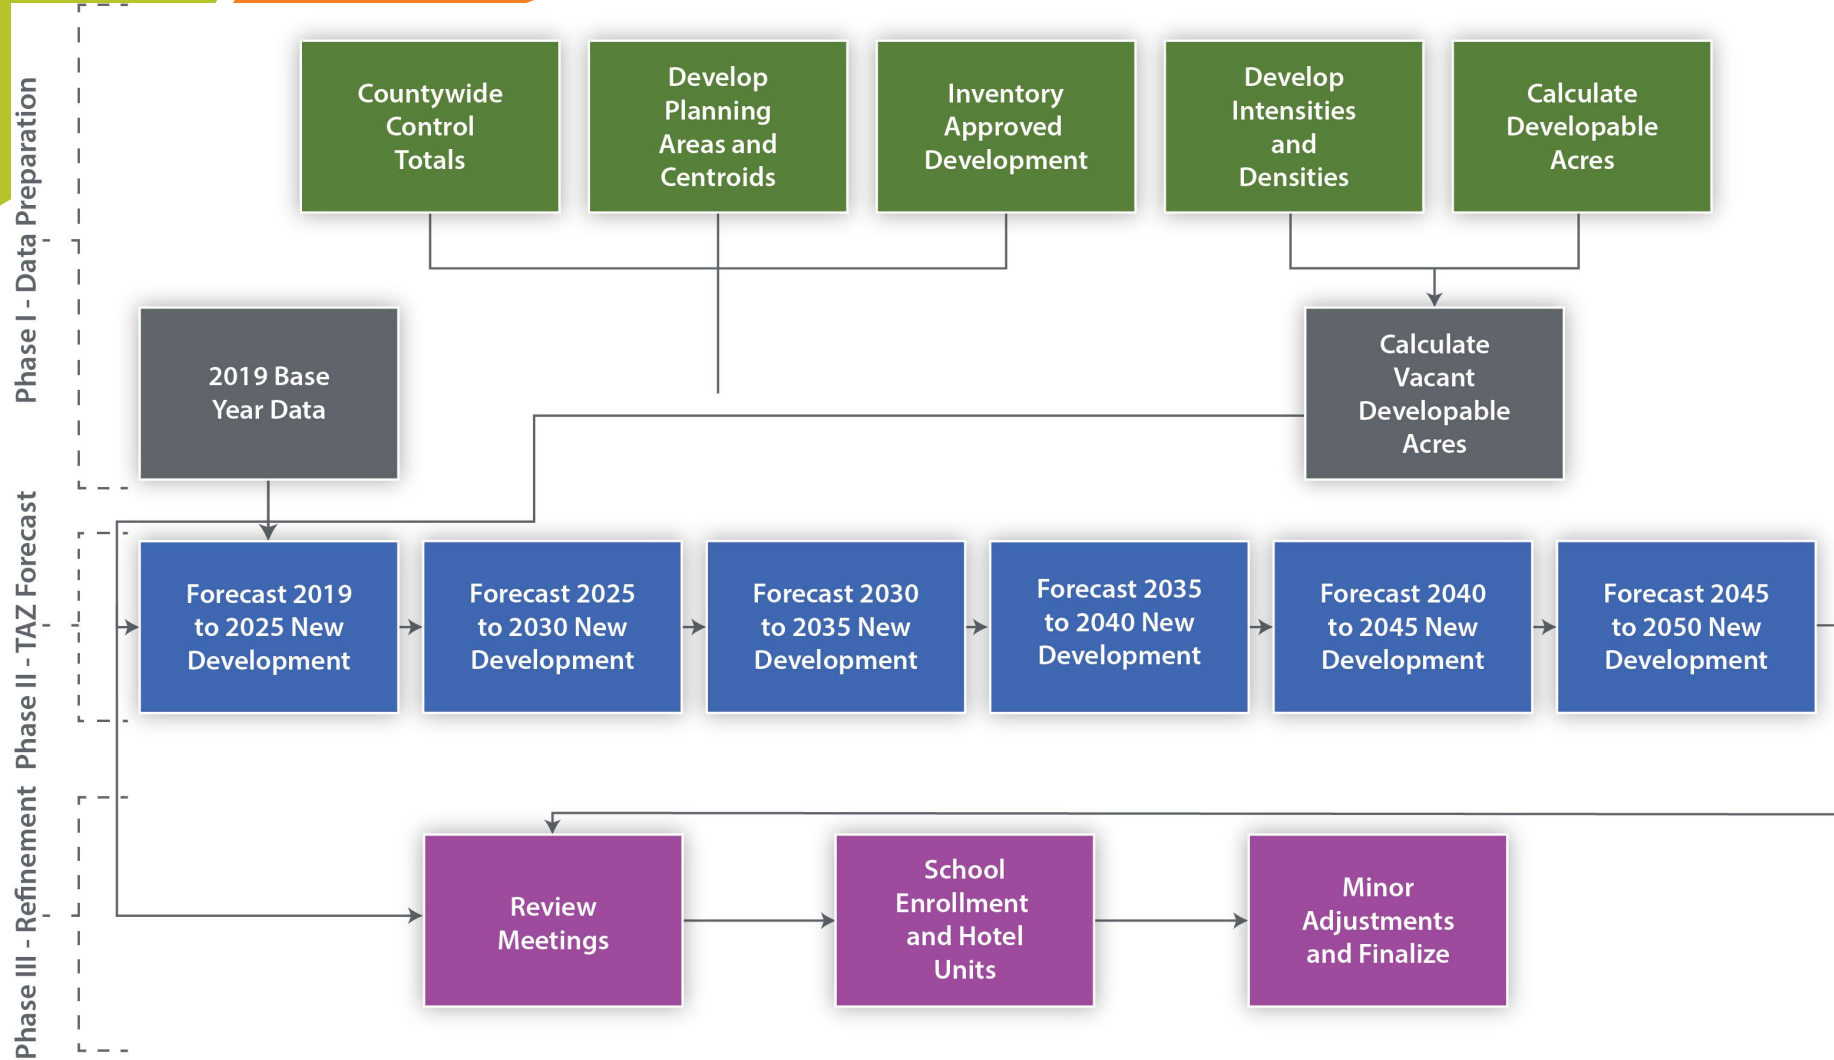 Phase I - Data Preparation
Countywide
Control
Totals
Develop
Planning
Areas and
Centroids
Inventory
Approved
Development
Develop
Intensities
and
Densities
Calculate
Developable
Acres
2019 Base
Year Data
Calculate
Vacant
Developable
Acres
Phase II - TAZ Forecast
Forecast 2019
to 2025 New
Development
Forecast 2025
to 2030 New
Development
Forecast 2030
to 2035 New
Development
Forecast 2035
to 2040 New
Development
Forecast 2040
to 2045 New
Development
Forecast 2045
to 2050 New
Development
Phase III - Refinement
Review
Meetings
School
Enrollment
and Hotel
Units
Minor
Adjustments
and Finalize